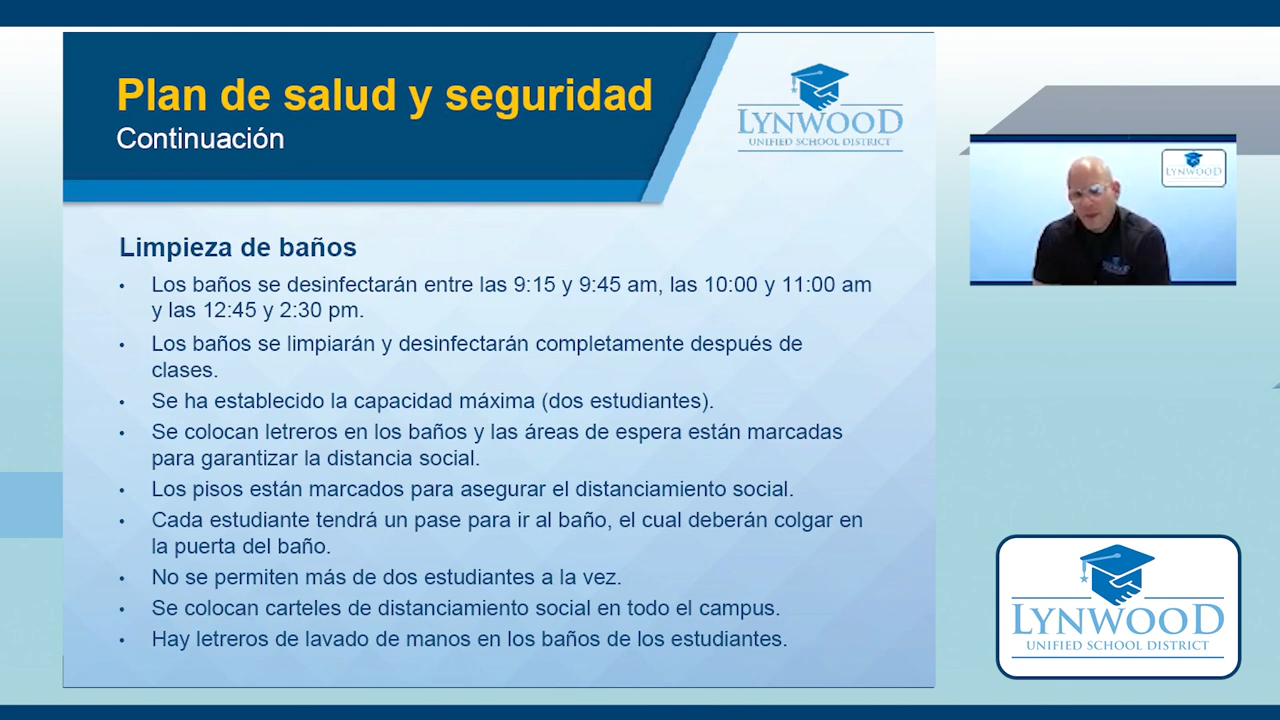 Plan de salud y seguridad
Continuación
LYNWOOD
UNIFIED SCHOOL DISTRICT
LYNWOOD
Limpieza de baños
• Los baños se desinfectarán entre las 9:15 y 9:45 am, las 10:00 y 11:00 am
y las 12:45 y 2:30 pm.
• Los baños se limpiarán y desinfectarán completamente después de
clases.
• Se ha establecido la capacidad máxima (dos estudiantes).
• Se colocan letreros en los baños y las áreas de espera están marcadas
para garantizar la distancia social.
• Los pisos están marcados para asegurar el distanciamiento social.
• Cada estudiante tendrá un pase para ir al baño, el cual deberán colgar en
la puerta del baño.
• No se permiten más de dos estudiantes a la vez.
• Se colocan carteles de distanciamiento social en todo el campus.
• Hay letreros de lavado de manos en los baños de los estudiantes.
LYNWOOD
LYNWOOD
UNIFIED SCHOOL DISTRICT